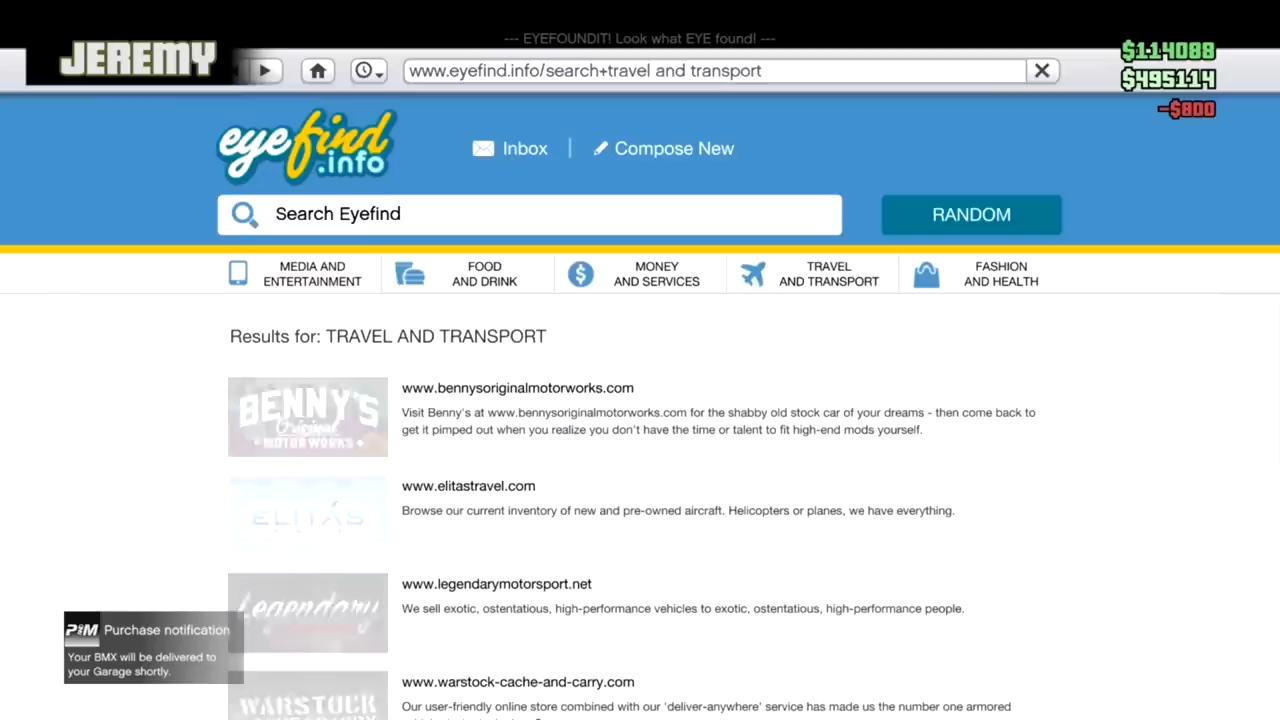 --- EYEFOUNDIT! Look what EYE found! ---
JEREMY
www.eyefind.info/search+travel and transport
$114088
$495114
-$800
eyefind
.info
Inbox
Compose New
Search Eyefind
RANDOM
MEDIA AND
ENTERTAINMENT
FOOD
AND DRINK
MONEY
AND SERVICES
TRAVEL
AND TRANSPORT
FASHION
AND HEALTH
Results for: TRAVEL AND TRANSPORT
BENNY'S
Original
MOTOR WORKS
www.bennysoriginalmotorworks.com
Visit Benny's at www.bennysoriginalmotorworks.com for the shabby old stock car of your dreams - then come back to
get it pimped out when you realize you don't have the time or talent to fit high-end mods yourself.
ELITÁS
www.elitastravel.com
Browse our current inventory of new and pre-owned aircraft. Helicopters or planes, we have everything.
Legendary
www.legendarymotorsport.net
We sell exotic, ostentatious, high-performance vehicles to exotic, ostentatious, high-performance people.
Purchase notification
Your BMX will be delivered to
your Garage shortly.
WARSTOCK
www.warstock-cache-and-carry.com
Our user-friendly online store combined with our 'deliver-anywhere' service has made us the number one armored